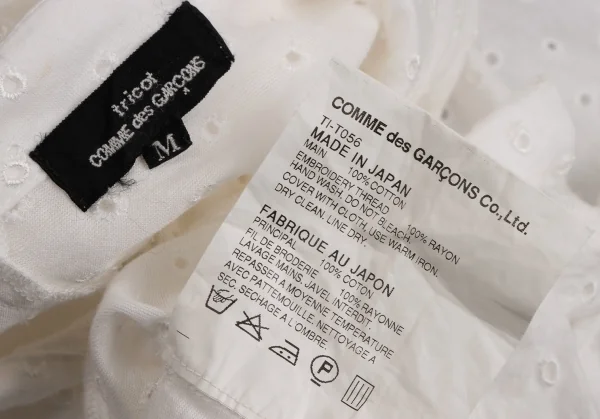 tricot
COMME des GARÇONS
M
COMME des GARÇONS Co., Ltd.
TI-T056
MADE IN JAPAN
MAIN 100% COTTON
EMBROIDERY THREAD 100% RAYON
HAND WASH. DO NOT BLEACH.
COVER WITH CLOTH, USE WARM IRON.
DRY CLEAN. LINE DRY.
FABRIQUE AU JAPON
PRINCIPAL 100% COTON
FIL DE BRODERIE 100% RAYONNE
LAVAGE MAINS, JAVEL INTERDIT.
REPASSER A MOYENNE TEMPERATURE
AVEC PATTEMOUILLE. NETTOYAGE A
SEC. SECHAGE A L'OMBRE.
P